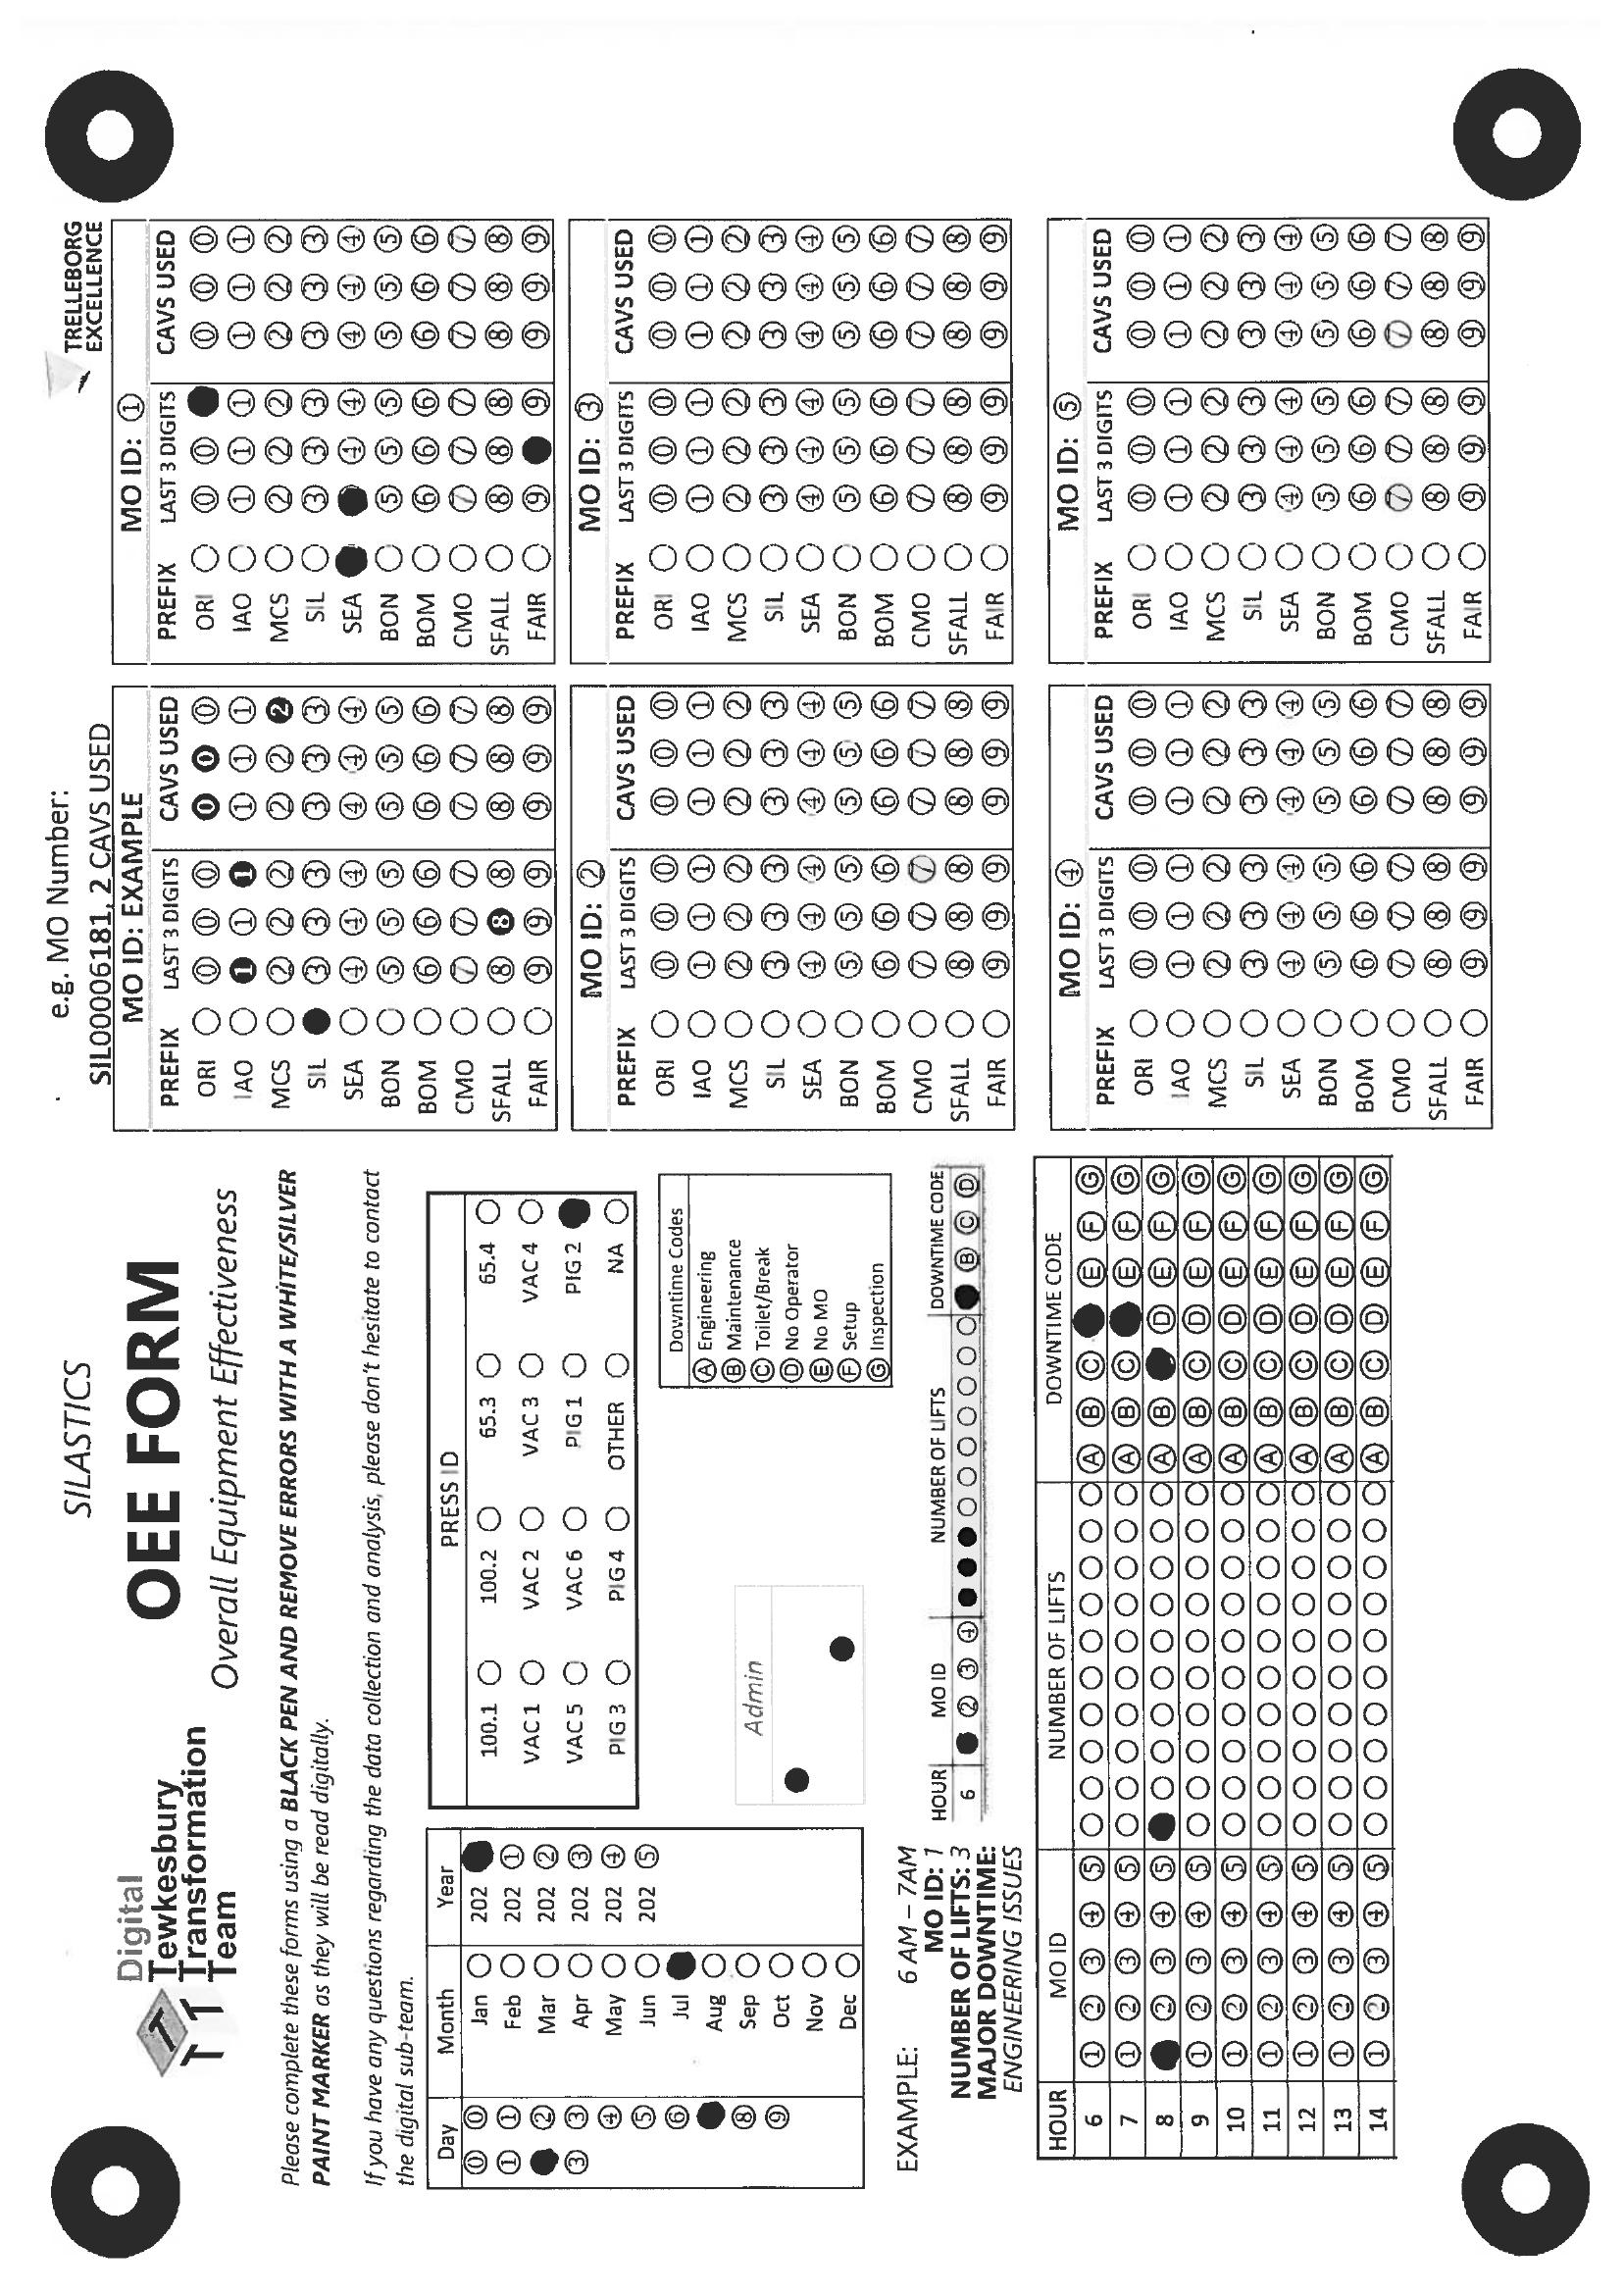 Digital
Tewkesbury
Transformation
Team
T T T
SILASTICS
OEE FORM
Overall Equipment Effectiveness
Please complete these forms using a BLACK PEN AND REMOVE ERRORS WITH A WHITE/SILVER
PAINT MARKER as they will be read digitally.
If you have any questions regarding the data collection and analysis, please don't hesitate to contact
the digital sub-team.
Day Month Year
0 0 Jan 202
1 1 Feb 202 1
2 Mar 202 2
3 3 Apr 202 3
4 May 202 4
5 Jun 202 5
6 Jul
Aug
8 Sep
9 Oct
Nov
Dec
PRESS ID
100.1 100.2 65.3 65.4
VAC 1 VAC 2 VAC 3 VAC 4
VAC 5 VAC 6 PIG 1 PIG 2
PIG 3 PIG 4 OTHER NA
Admin
Downtime Codes
A Engineering
B Maintenance
C Toilet/Break
D No Operator
E No MO
F Setup
G Inspection
EXAMPLE: 6 AM – 7AM
MO ID: 1
NUMBER OF LIFTS: 3
MAJOR DOWNTIME:
ENGINEERING ISSUES
HOUR MO ID NUMBER OF LIFTS DOWNTIME CODE
6 2 3 4 B C D
HOUR MO ID NUMBER OF LIFTS DOWNTIME CODE
6 1 2 3 4 5 A B C E F G
7 1 2 3 4 5 A B C E F G
8 2 3 4 5 A B D E F G
9 1 2 3 4 5 A B C D E F G
10 1 2 3 4 5 A B C D E F G
11 1 2 3 4 5 A B C D E F G
12 1 2 3 4 5 A B C D E F G
13 1 2 3 4 5 A B C D E F G
14 1 2 3 4 5 A B C D E F G
e.g. MO Number:
SIL00006181, 2 CAVS USED
TRELLEBORG
EXCELLENCE
MO ID: EXAMPLE
PREFIX LAST 3 DIGITS CAVS USED
ORI 0 0 0 0 0 0
IAO 1 1 1 1 1 1
MCS 2 2 2 2 2 2
SIL 3 3 3 3 3 3
SEA 4 4 4 4 4 4
BON 5 5 5 5 5 5
BOM 6 6 6 6 6 6
CMO 7 7 7 7 7 7
SFALL 8 8 8 8 8 8
FAIR 9 9 9 9 9 9
MO ID: 1
PREFIX LAST 3 DIGITS CAVS USED
ORI 0 0 0 0 0
IAO 1 1 1 1 1 1
MCS 2 2 2 2 2 2
SIL 3 3 3 3 3 3
SEA 4 4 4 4 4
BON 5 5 5 5 5 5
BOM 6 6 6 6 6 6
CMO 7 7 7 7 7 7
SFALL 8 8 8 8 8 8
FAIR 9 9 9 9 9
MO ID: 2
PREFIX LAST 3 DIGITS CAVS USED
ORI 0 0 0 0 0 0
IAO 1 1 1 1 1 1
MCS 2 2 2 2 2 2
SIL 3 3 3 3 3 3
SEA 4 4 4 4 4 4
BON 5 5 5 5 5 5
BOM 6 6 6 6 6 6
CMO 7 7 7 7 7 7
SFALL 8 8 8 8 8 8
FAIR 9 9 9 9 9 9
MO ID: 3
PREFIX LAST 3 DIGITS CAVS USED
ORI 0 0 0 0 0 0
IAO 1 1 1 1 1 1
MCS 2 2 2 2 2 2
SIL 3 3 3 3 3 3
SEA 4 4 4 4 4 4
BON 5 5 5 5 5 5
BOM 6 6 6 6 6 6
CMO 7 7 7 7 7 7
SFALL 8 8 8 8 8 8
FAIR 9 9 9 9 9 9
MO ID: 4
PREFIX LAST 3 DIGITS CAVS USED
ORI 0 0 0 0 0 0
IAO 1 1 1 1 1 1
MCS 2 2 2 2 2 2
SIL 3 3 3 3 3 3
SEA 4 4 4 4 4 4
BON 5 5 5 5 5 5
BOM 6 6 6 6 6 6
CMO 7 7 7 7 7 7
SFALL 8 8 8 8 8 8
FAIR 9 9 9 9 9 9
MO ID: 5
PREFIX LAST 3 DIGITS CAVS USED
ORI 0 0 0 0 0 0
IAO 1 1 1 1 1 1
MCS 2 2 2 2 2 2
SIL 3 3 3 3 3 3
SEA 4 4 4 4 4 4
BON 5 5 5 5 5 5
BOM 6 6 6 6 6 6
CMO 7 7 7 7 7 7
SFALL 8 8 8 8 8 8
FAIR 9 9 9 9 9 9